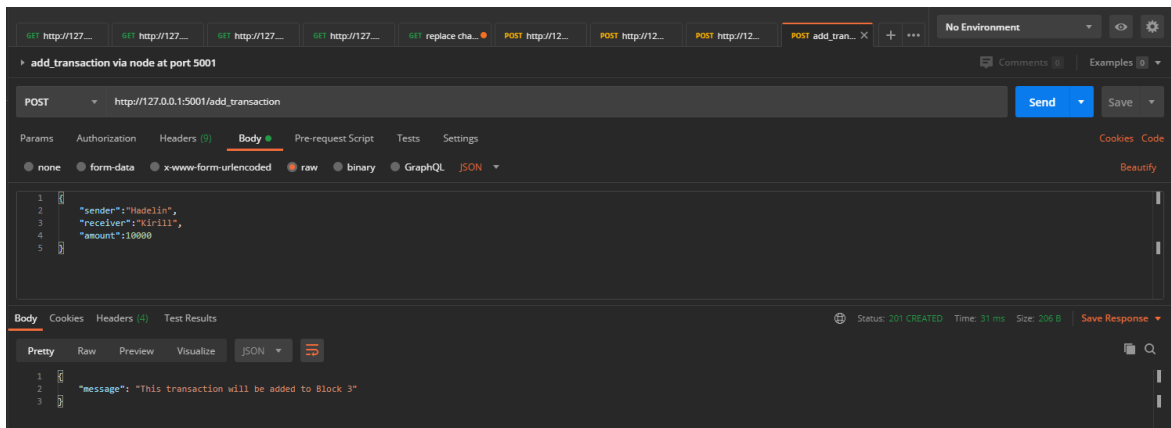 GET http://127.... GET http://127.... GET http://127.... GET http://127.... GET replace cha... POST http://12... POST http://12... POST http://12... POST add_tran... No Environment
add_transaction via node at port 5001 Comments 0 Examples 0
POST http://127.0.0.1:5001/add_transaction Send Save
Params Authorization Headers (9) Body Pre-request Script Tests Settings Cookies Code
none form-data x-www-form-urlencoded raw binary GraphQL JSON Beautify
1 {
2 "sender":"Hadelin",
3 "receiver":"Kirill",
4 "amount":10000
5 }
Body Cookies Headers (4) Test Results Status: 201 CREATED Time: 31 ms Size: 206 B Save Response
Pretty Raw Preview Visualize JSON
1 {
2 "message": "This transaction will be added to Block 3"
3 }